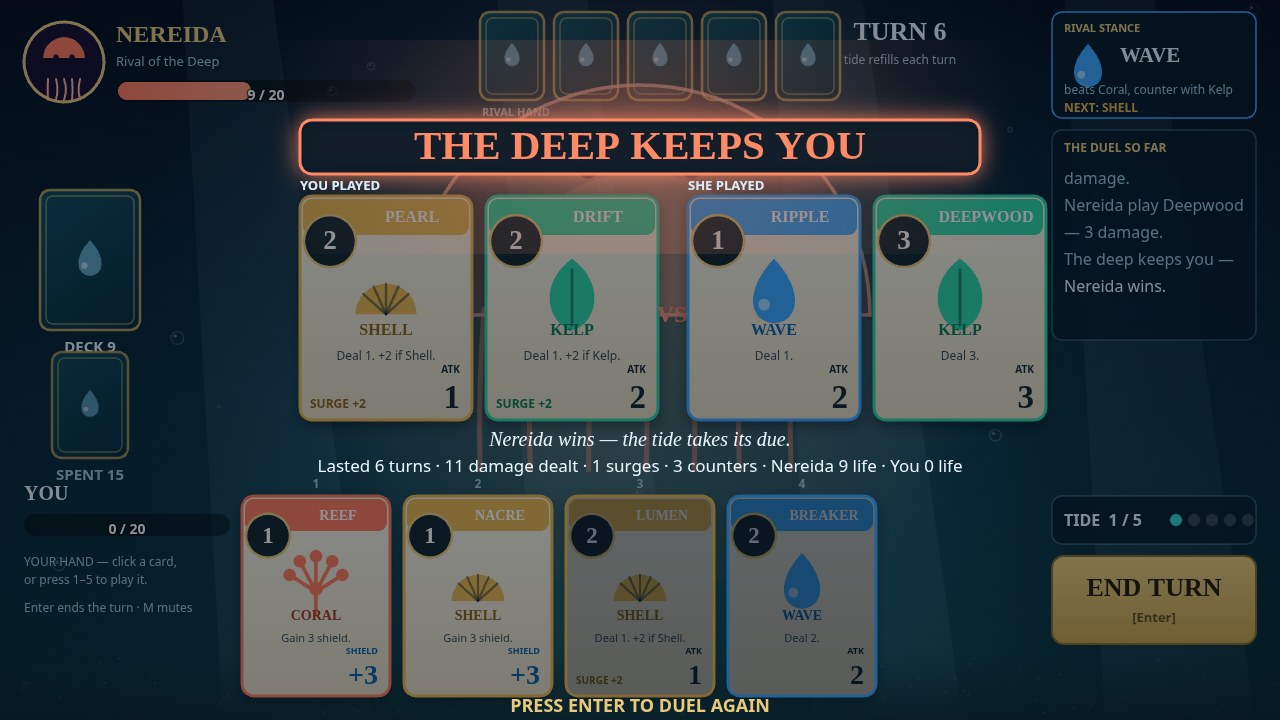 NEREIDA
Rival of the Deep
9 / 20
RIVAL HAND
TURN 6
tide refills each turn
RIVAL STANCE
WAVE
beats Coral, counter with Kelp
NEXT: SHELL
THE DUEL SO FAR
damage.
Nereida play Deepwood
— 3 damage.
The deep keeps you —
Nereida wins.
THE DEEP KEEPS YOU
YOU PLAYED
SHE PLAYED
2
PEARL
SHELL
Deal 1. +2 if Shell.
ATK
SURGE +2
1
2
DRIFT
KELP
Deal 1. +2 if Kelp.
ATK
SURGE +2
2
VS
1
RIPPLE
WAVE
Deal 1.
ATK
2
3
DEEPWOOD
KELP
Deal 3.
ATK
3
DECK 9
SPENT 15
Nereida wins — the tide takes its due.
Lasted 6 turns · 11 damage dealt · 1 surges · 3 counters · Nereida 9 life · You 0 life
YOU
0 / 20
YOUR HAND — click a card,
or press 1–5 to play it.
Enter ends the turn · M mutes
1
1
REEF
CORAL
Gain 3 shield.
SHIELD
+3
2
1
NACRE
SHELL
Gain 3 shield.
SHIELD
+3
3
2
LUMEN
SHELL
Deal 1. +2 if Shell.
ATK
SURGE +2
1
4
2
BREAKER
WAVE
Deal 2.
ATK
2
TIDE 1 / 5
END TURN
[Enter]
PRESS ENTER TO DUEL AGAIN